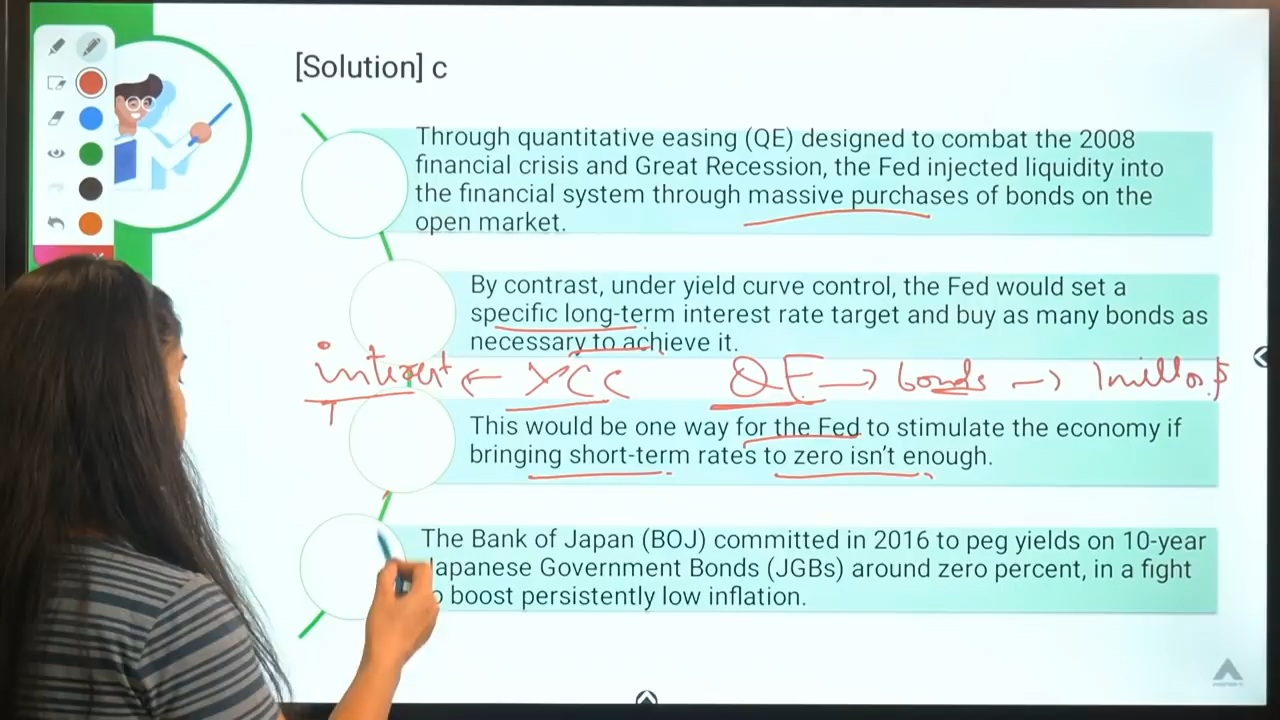 [Solution] c
Through quantitative easing (QE) designed to combat the 2008
financial crisis and Great Recession, the Fed injected liquidity into
the financial system through massive purchases of bonds on the
open market.
By contrast, under yield curve control, the Fed would set a
specific long-term interest rate target and buy as many bonds as
necessary to achieve it.
interest ← YCC QE → bonds → 1 $
This would be one way for the Fed to stimulate the economy if
bringing short-term rates to zero isn't enough.
The Bank of Japan (BOJ) committed in 2016 to peg yields on 10-year
Japanese Government Bonds (JGBs) around zero percent, in a fight
to boost persistently low inflation.